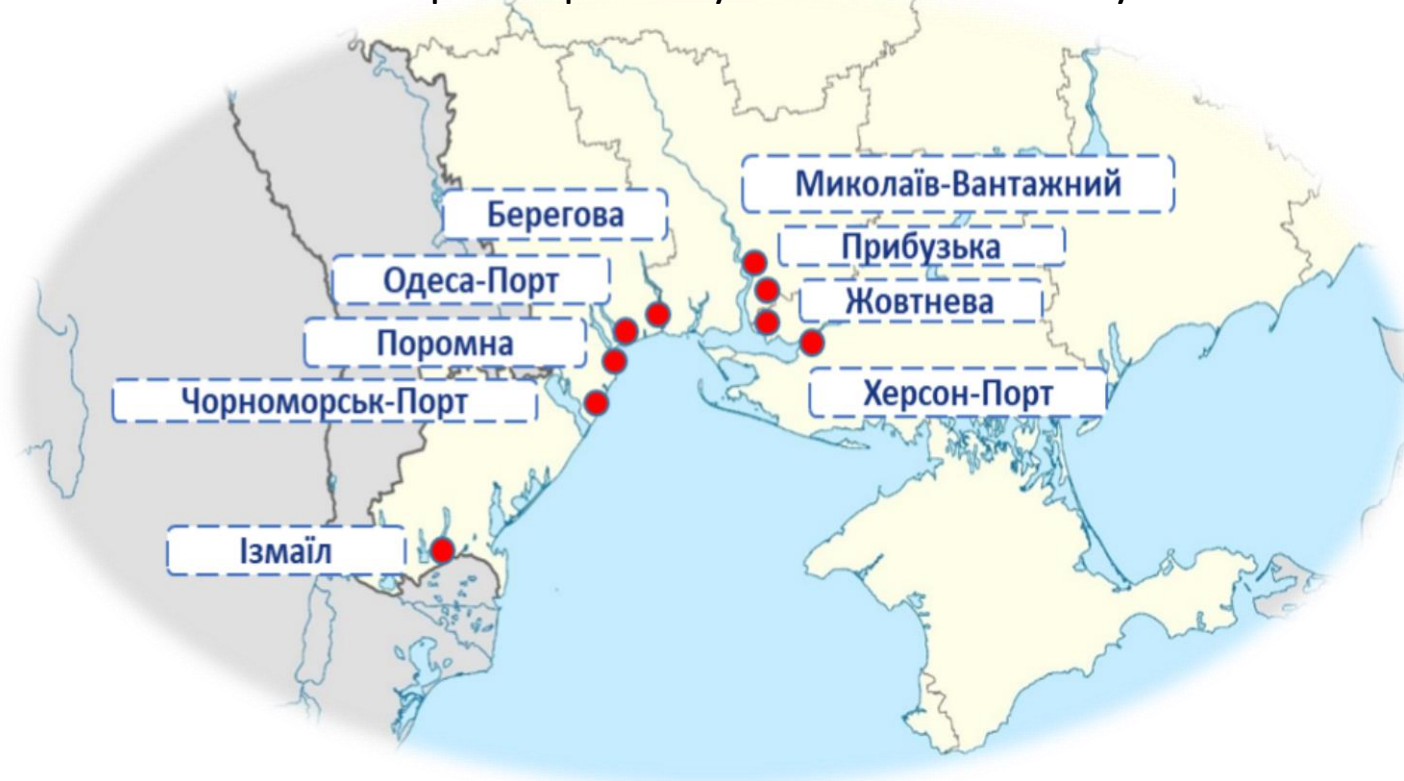 Миколаїв-Вантажний
Берегова
Прибузька
Одеса-Порт
Жовтнева
Поромна
Чорноморськ-Порт
Херсон-Порт
Ізмаїл